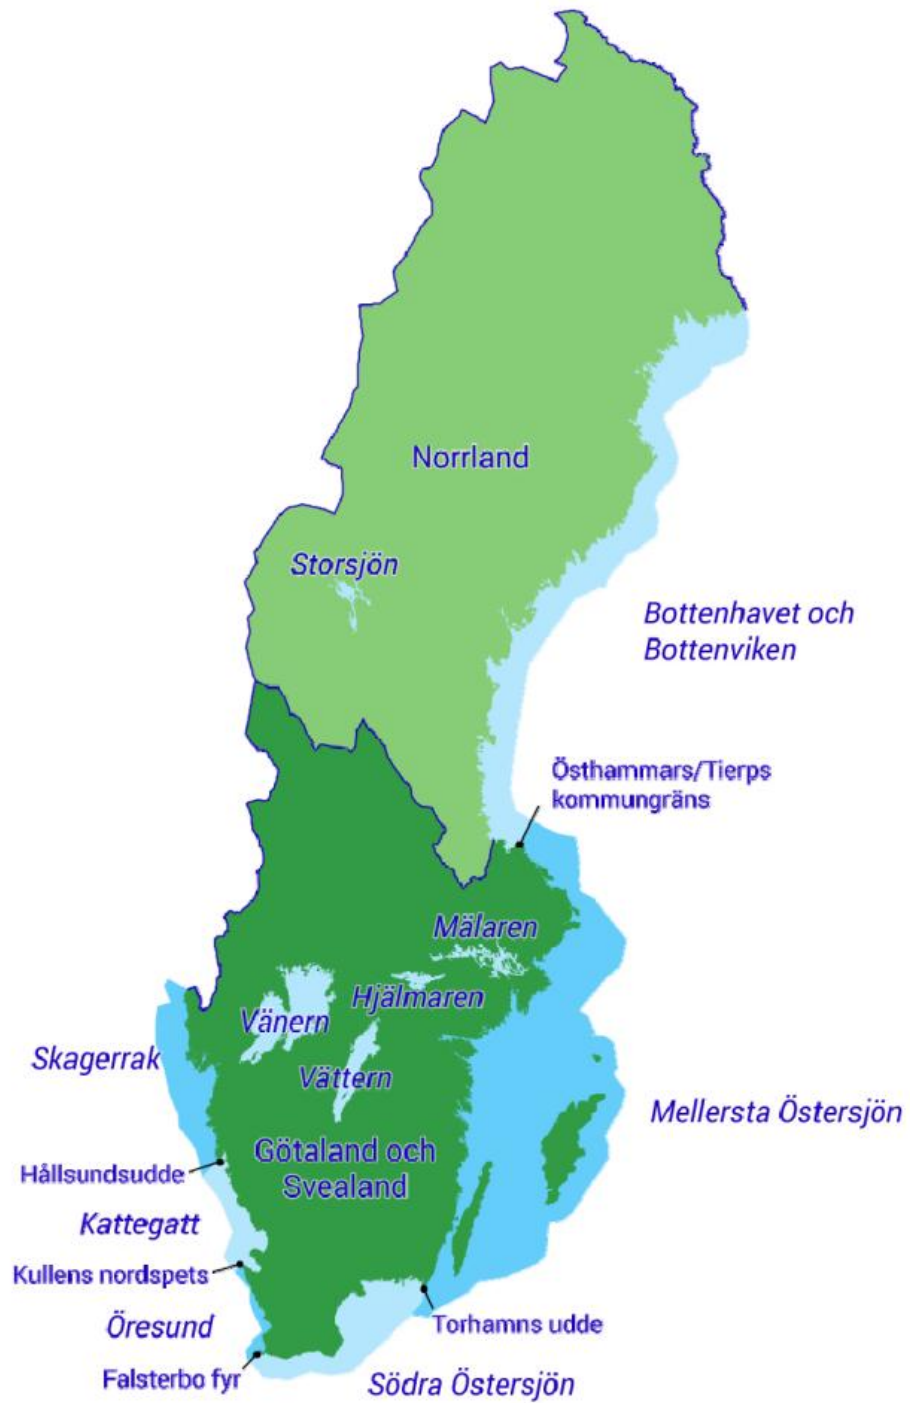 Norrland
Storsjön
Bottenhavet och
Bottenviken
Östhammars/Tierps
kommungräns
Mälaren
Hjälmaren
Vänern
Skagerrak
Vättern
Mellersta Östersjön
Götaland och
Svealand
Hållsundsudde
Kattegatt
Kullens nordspets
Öresund
Torhamns udde
Falsterbo fyr
Södra Östersjön